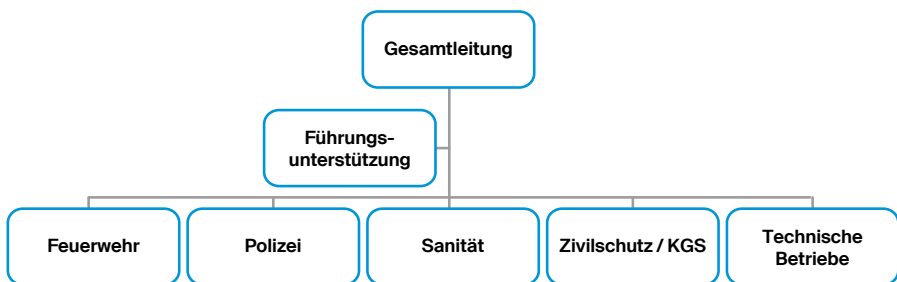 Gesamtleitung
Führungs-
unterstützung
Feuerwehr
Polizei
Sanität
Zivilschutz / KGS
Technische
Betriebe